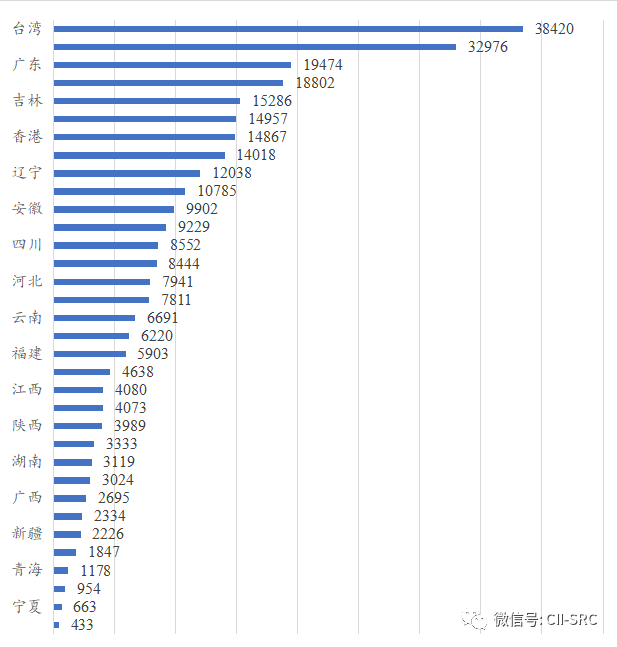 台湾 38420
32976
广东 19474
18802
吉林 15286
14957
香港 14867
14018
辽宁 12038
10785
安徽 9902
9229
四川 8552
8444
河北 7941
7811
云南 6691
6220
福建 5903
4638
江西 4080
4073
陕西 3989
3333
湖南 3119
3024
广西 2695
2334
新疆 2226
1847
青海 1178
954
宁夏 663
433
微信号: CII-SRC